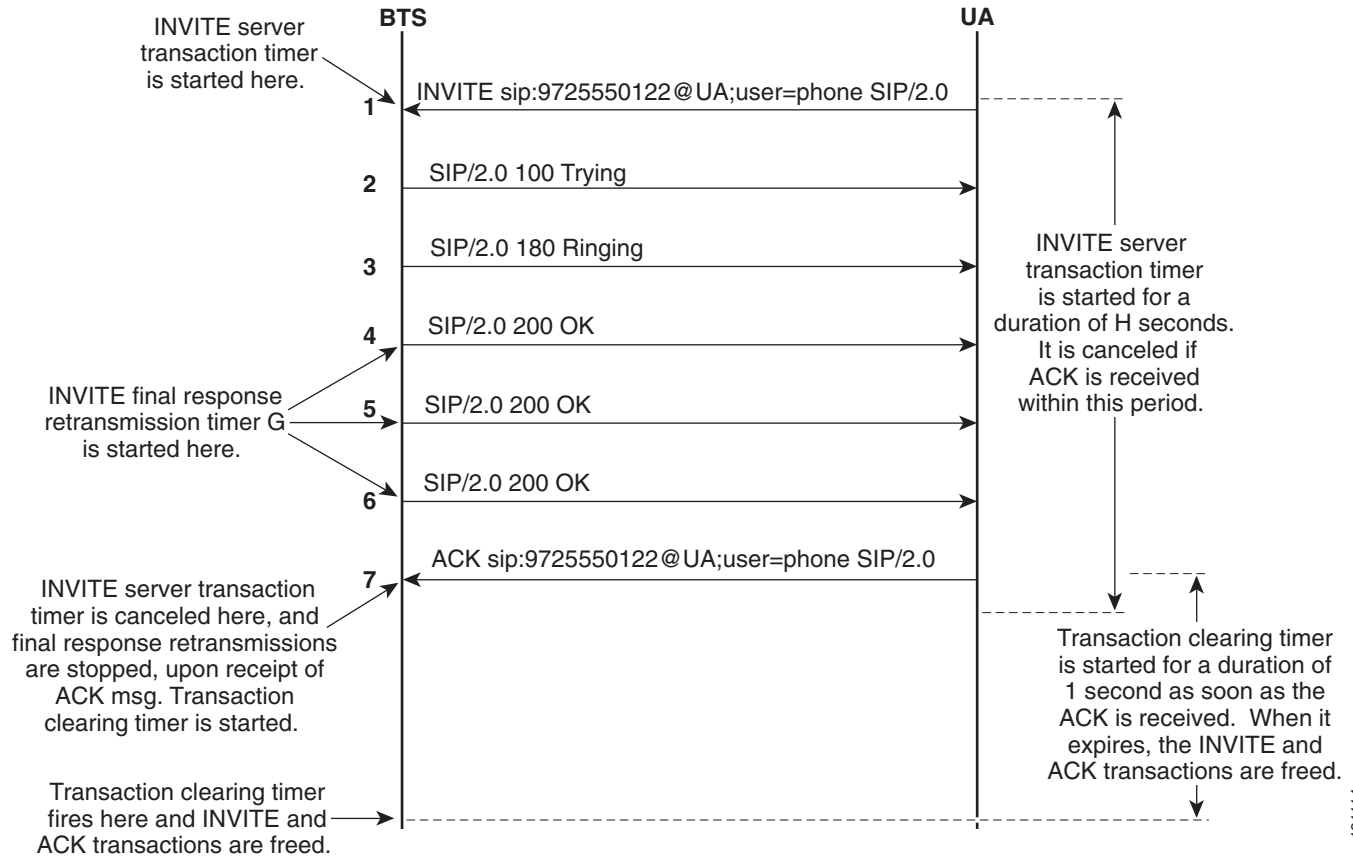 BTS
UA
INVITE server
transaction timer
is started here.
1
INVITE sip:9725550122@UA;user=phone SIP/2.0
2
SIP/2.0 100 Trying
3
SIP/2.0 180 Ringing
INVITE server
transaction timer
is started for a
duration of H seconds.
It is canceled if
ACK is received
within this period.
4
SIP/2.0 200 OK
INVITE final response
retransmission timer G
is started here.
5
SIP/2.0 200 OK
6
SIP/2.0 200 OK
7
ACK sip:9725550122@UA;user=phone SIP/2.0
INVITE server transaction
timer is canceled here, and
final response retransmissions
are stopped, upon receipt of
ACK msg. Transaction
clearing timer is started.
Transaction clearing timer
is started for a duration of
1 second as soon as the
ACK is received. When it
expires, the INVITE and
ACK transactions are freed.
Transaction clearing timer
fires here and INVITE and
ACK transactions are freed.